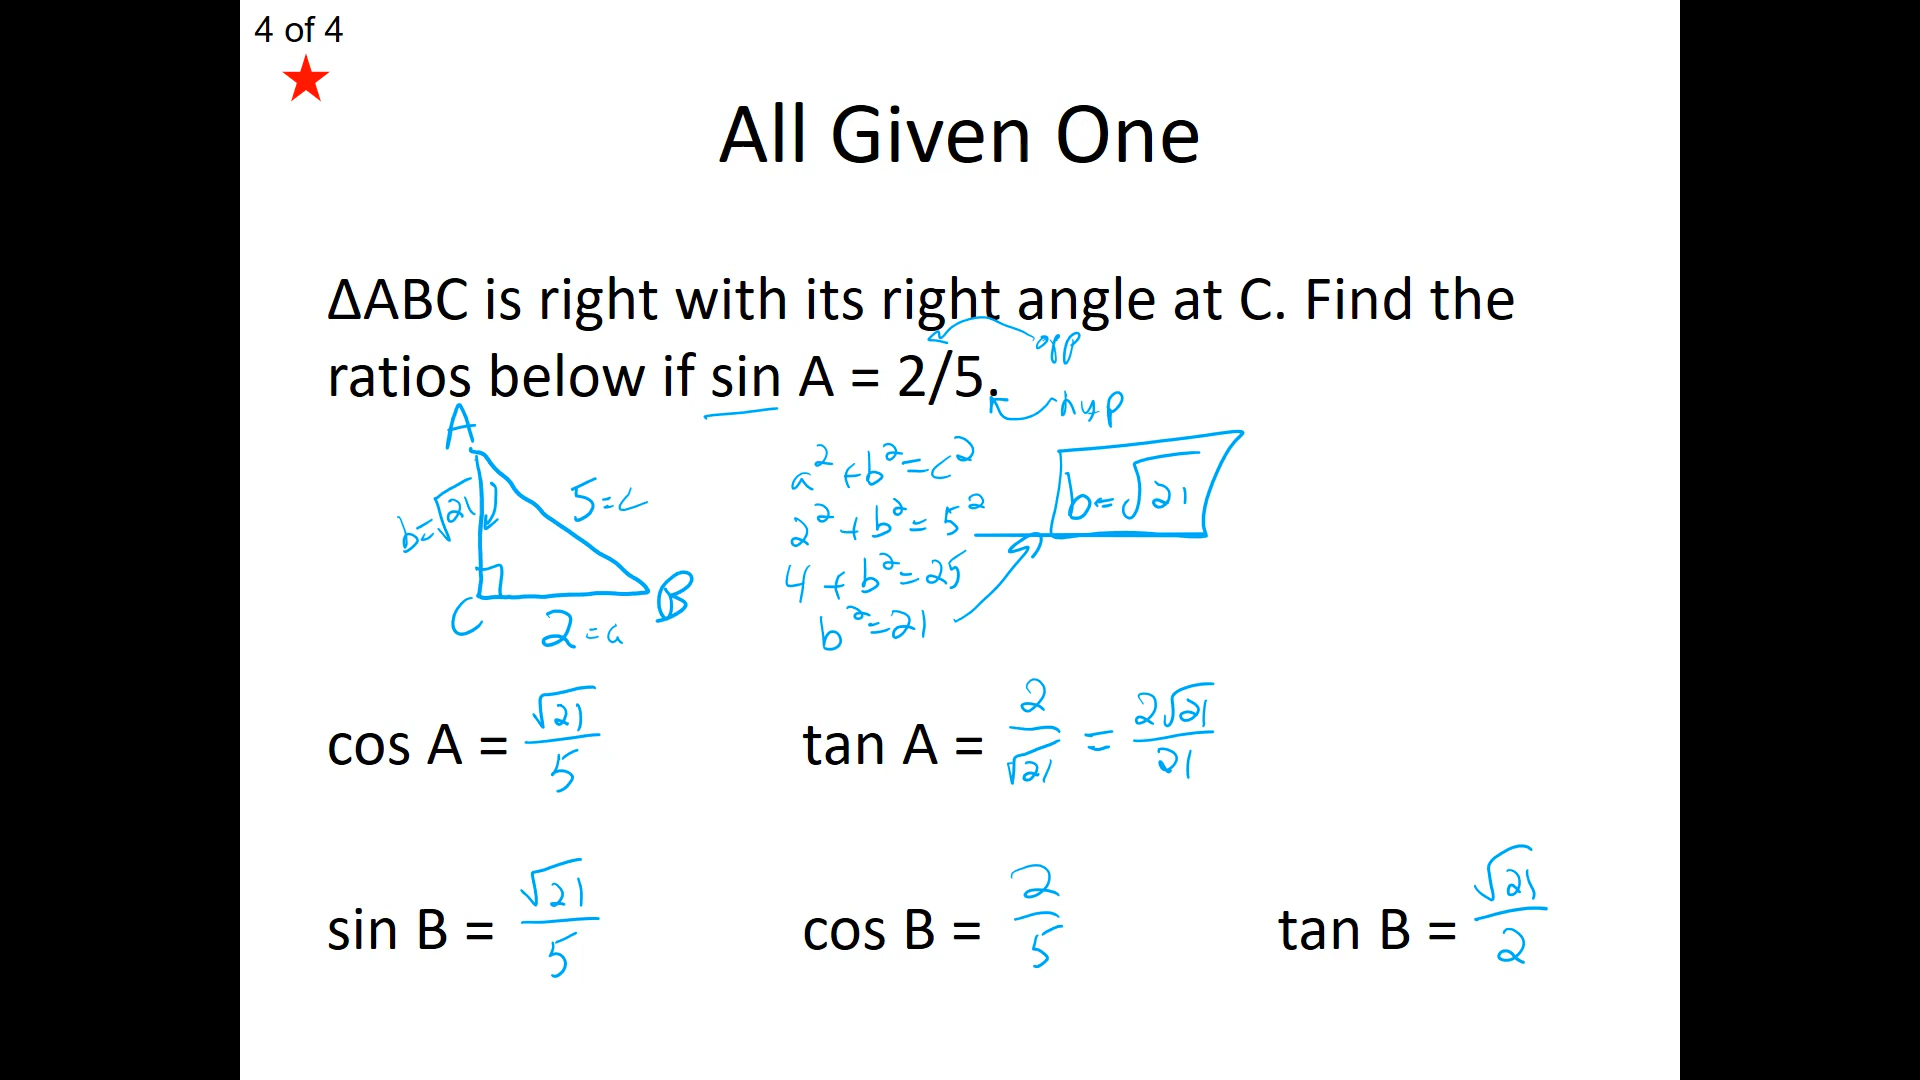 4 of 4
All Given One
ΔABC is right with its right angle at C. Find the
opp
ratios below if sin A = 2/5.
hyp
A
b=√21
5=c
C
B
2=a
a²+b²=c²
2²+b²=5²
4+b²=25
b²=21
b=√21
cos A = √21/5
tan A = 2/√21 = 2√21/21
sin B = √21/5
cos B = 2/5
tan B = √21/2